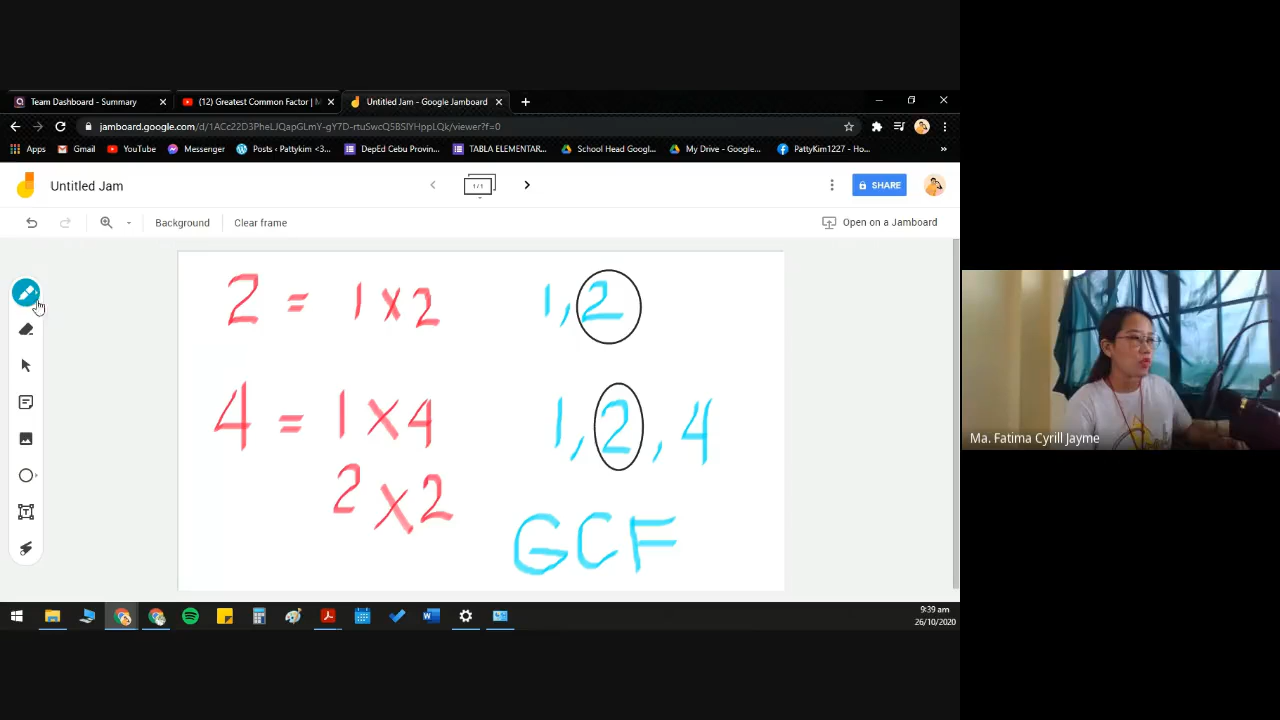 Team Dashboard - Summary
(12) Greatest Common Factor | M
Untitled Jam - Google Jamboard
jamboard.google.com/d/1ACc22D3PheLJQapGLmY-gY7D-rtuSwcQ5BSlYHppLQk/viewer?f=0
Apps Gmail YouTube Messenger Posts ‹ Pattykim <3... DepEd Cebu Provin... TABLA ELEMENTAR... School Head Googl... My Drive - Google... PattyKim1227 - Ho... »
Untitled Jam
1/1
SHARE
Background Clear frame
Open on a Jamboard
2 = 1 x 2 1, 2
4 = 1 x 4 1, 2, 4
2 x 2
GCF
Ma. Fatima Cyrill Jayme
9:39 am
26/10/2020